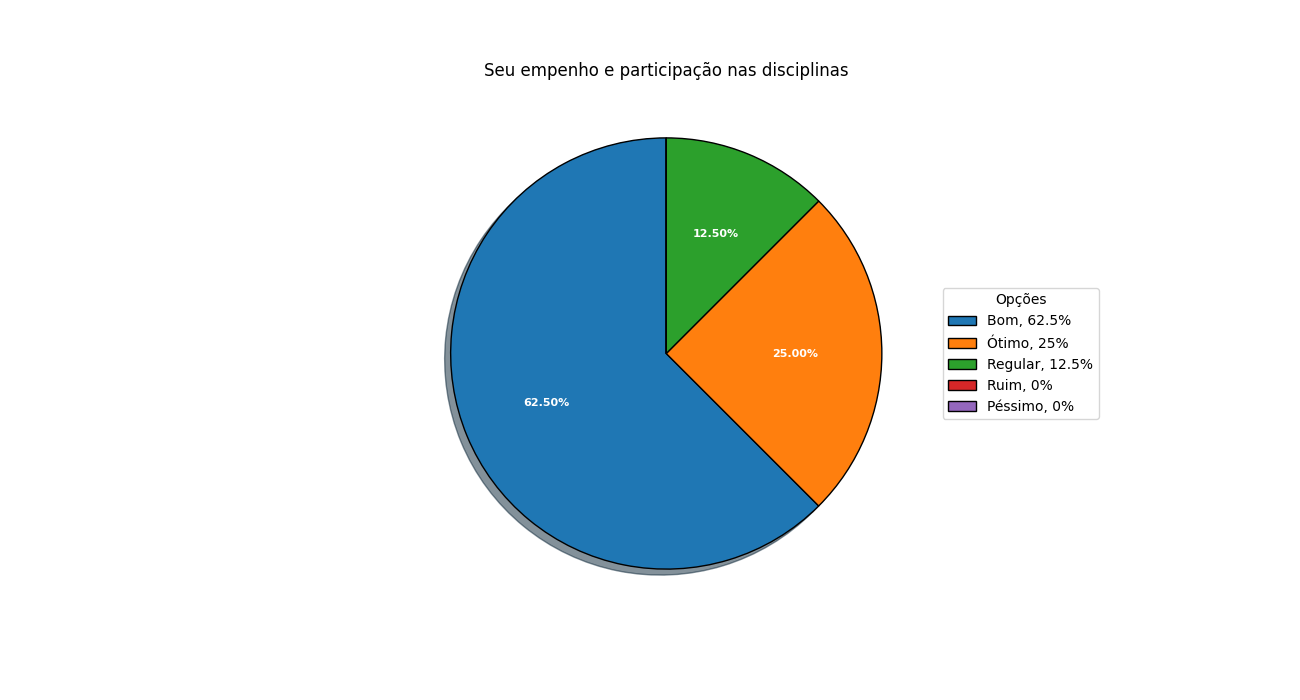 Seu empenho e participação nas disciplinas
12.50%
25.00%
62.50%
Opções
Bom, 62.5%
Ótimo, 25%
Regular, 12.5%
Ruim, 0%
Péssimo, 0%